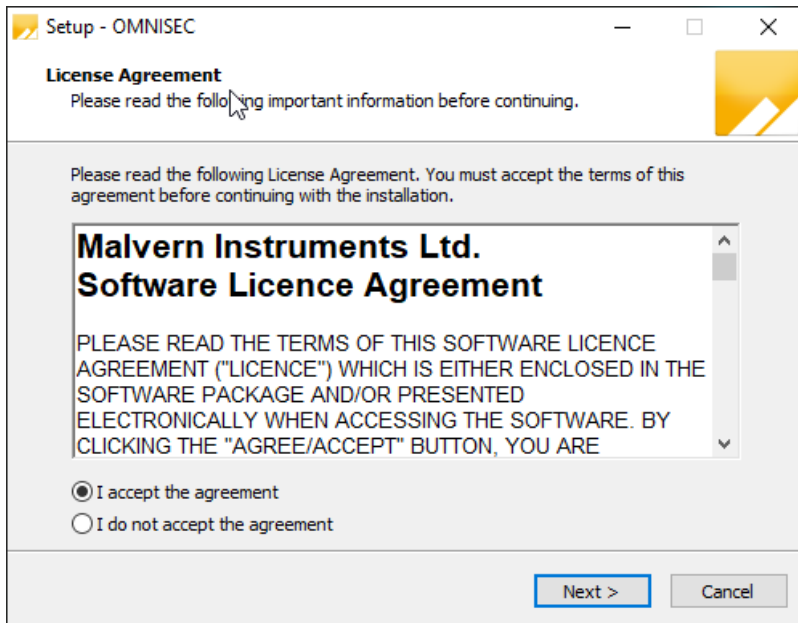 Setup - OMNISEC
License Agreement
Please read the following important information before continuing.
Please read the following License Agreement. You must accept the terms of this
agreement before continuing with the installation.
Malvern Instruments Ltd.
Software Licence Agreement
PLEASE READ THE TERMS OF THIS SOFTWARE LICENCE
AGREEMENT ("LICENCE") WHICH IS EITHER ENCLOSED IN THE
SOFTWARE PACKAGE AND/OR PRESENTED
ELECTRONICALLY WHEN ACCESSING THE SOFTWARE. BY
CLICKING THE "AGREE/ACCEPT" BUTTON, YOU ARE
I accept the agreement
I do not accept the agreement
Next >
Cancel